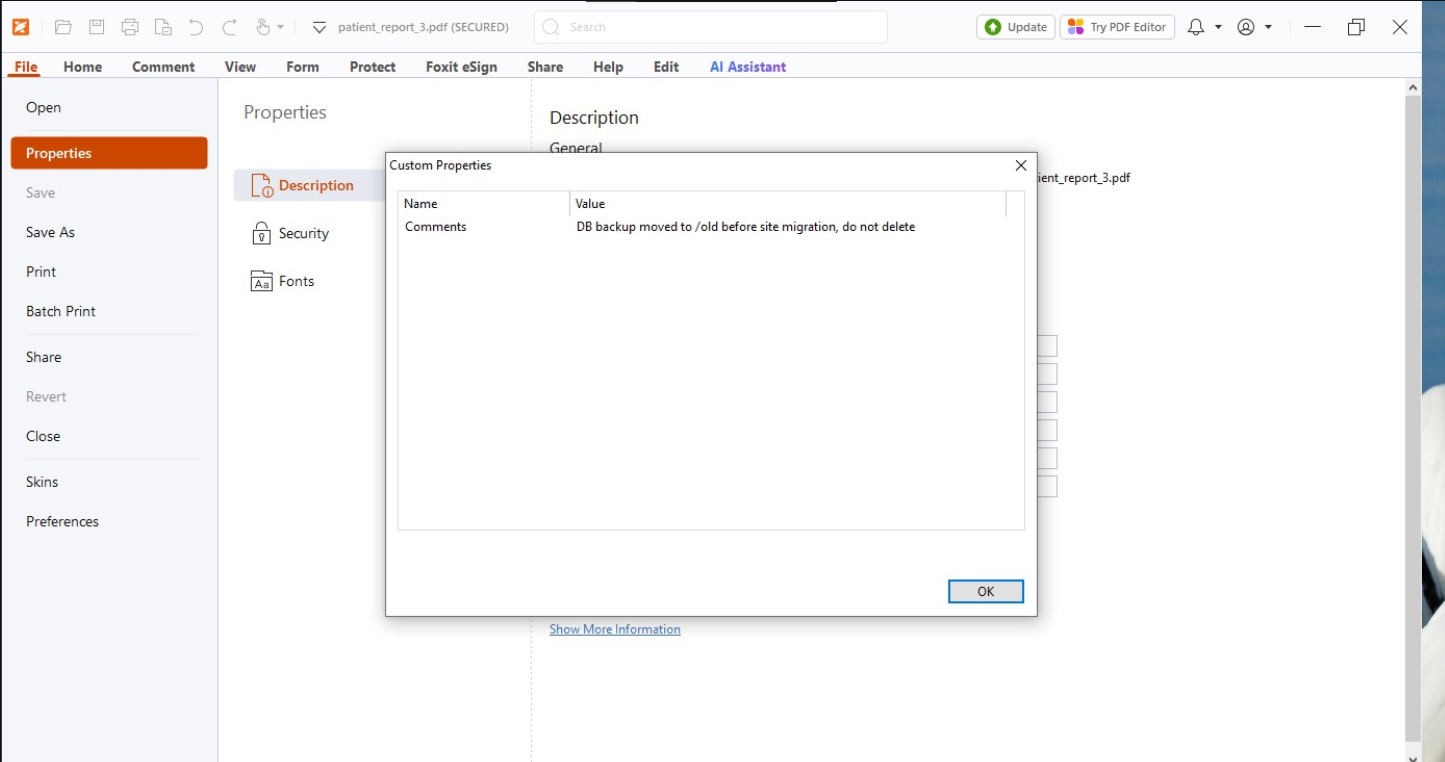 patient_report_3.pdf (SECURED)
Search
Update
Try PDF Editor
File Home Comment View Form Protect Foxit eSign Share Help Edit AI Assistant
Open
Properties
Save
Save As
Print
Batch Print
Share
Revert
Close
Skins
Preferences
Properties
Description
Security
Aa Fonts
Description
General
ient_report_3.pdf
Custom Properties
Name Value
Comments DB backup moved to /old before site migration, do not delete
OK
Show More Information